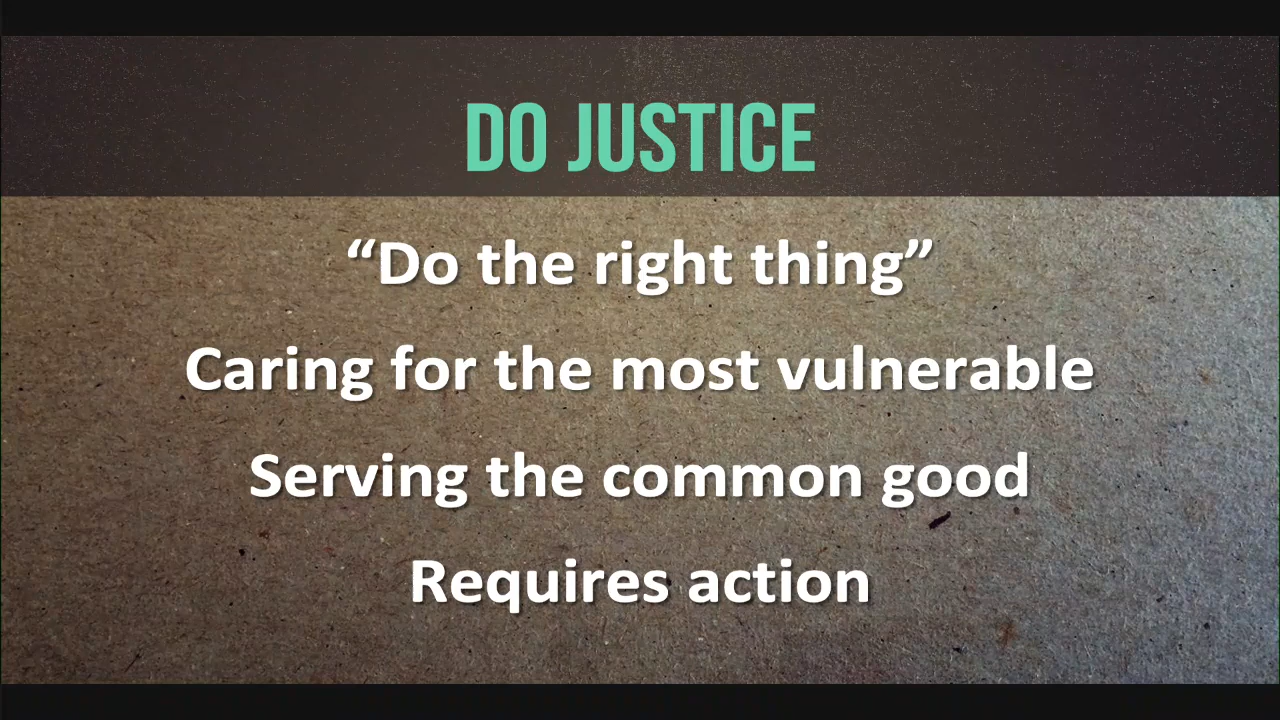 DO JUSTICE
“Do the right thing”
Caring for the most vulnerable
Serving the common good
Requires action